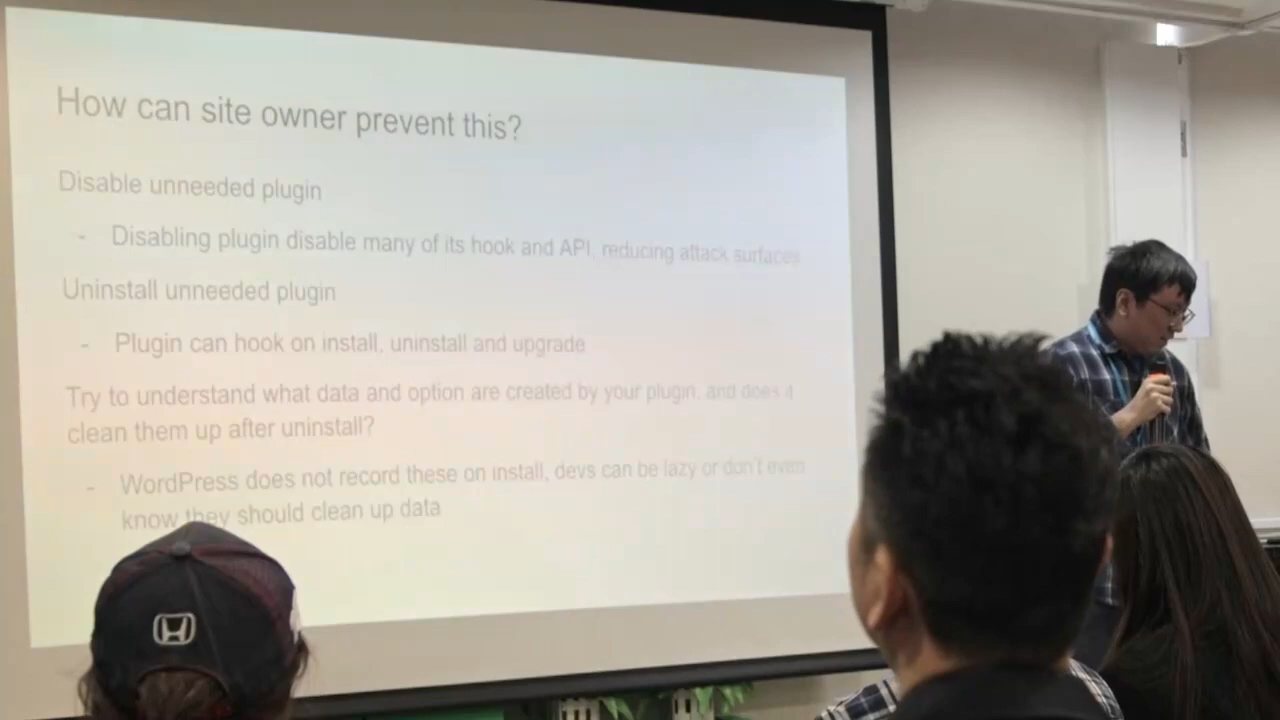 How can site owner prevent this?
Disable unneeded plugin
- Disabling plugin disable many of its hook and API, reducing attack surfaces
Uninstall unneeded plugin
- Plugin can hook on install, uninstall and upgrade
Try to understand what data and option are created by your plugin, and does it
clean them up after uninstall?
- WordPress does not record these on install, devs can be lazy or don't even
know they should clean up data